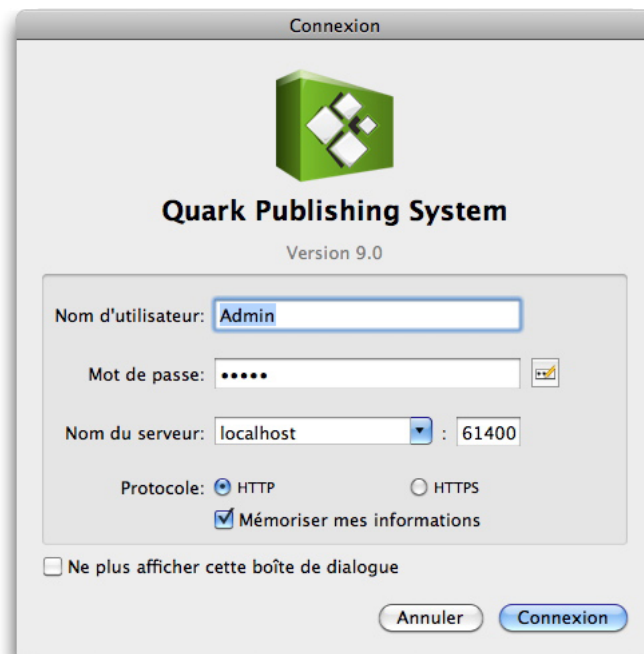 Connexion
Quark Publishing System
Version 9.0
Nom d'utilisateur: Admin
Mot de passe: •••••
Nom du serveur: localhost : 61400
Protocole: HTTP HTTPS
Mémoriser mes informations
Ne plus afficher cette boîte de dialogue
Annuler Connexion